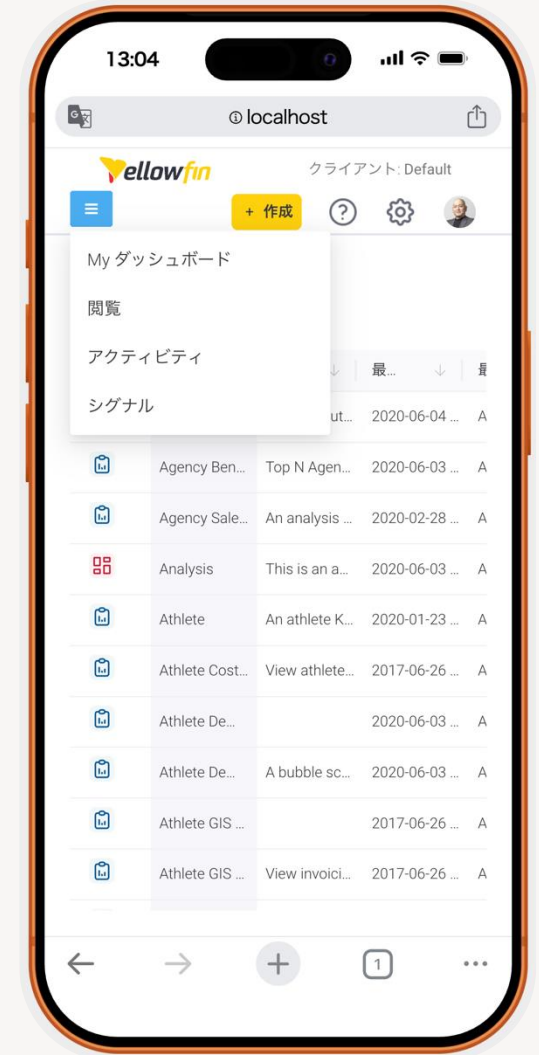 13:04
localhost
Yellowfin
クライアント: Default
+ 作成
My ダッシュボード
閲覧
アクティビティ
シグナル
最...
ut... 2020-06-04 ... A
Agency Ben... Top N Agen... 2020-06-03 ... A
Agency Sale... An analysis ... 2020-02-28 ... A
Analysis This is an a... 2020-06-03 ... A
Athlete An athlete K... 2020-01-23 ... A
Athlete Cost... View athlete... 2017-06-26 ... A
Athlete De... 2020-06-03 ... A
Athlete De... A bubble sc... 2020-06-03 ... A
Athlete GIS ... 2017-06-26 ... A
Athlete GIS ... View invoici... 2017-06-26 ... A
1